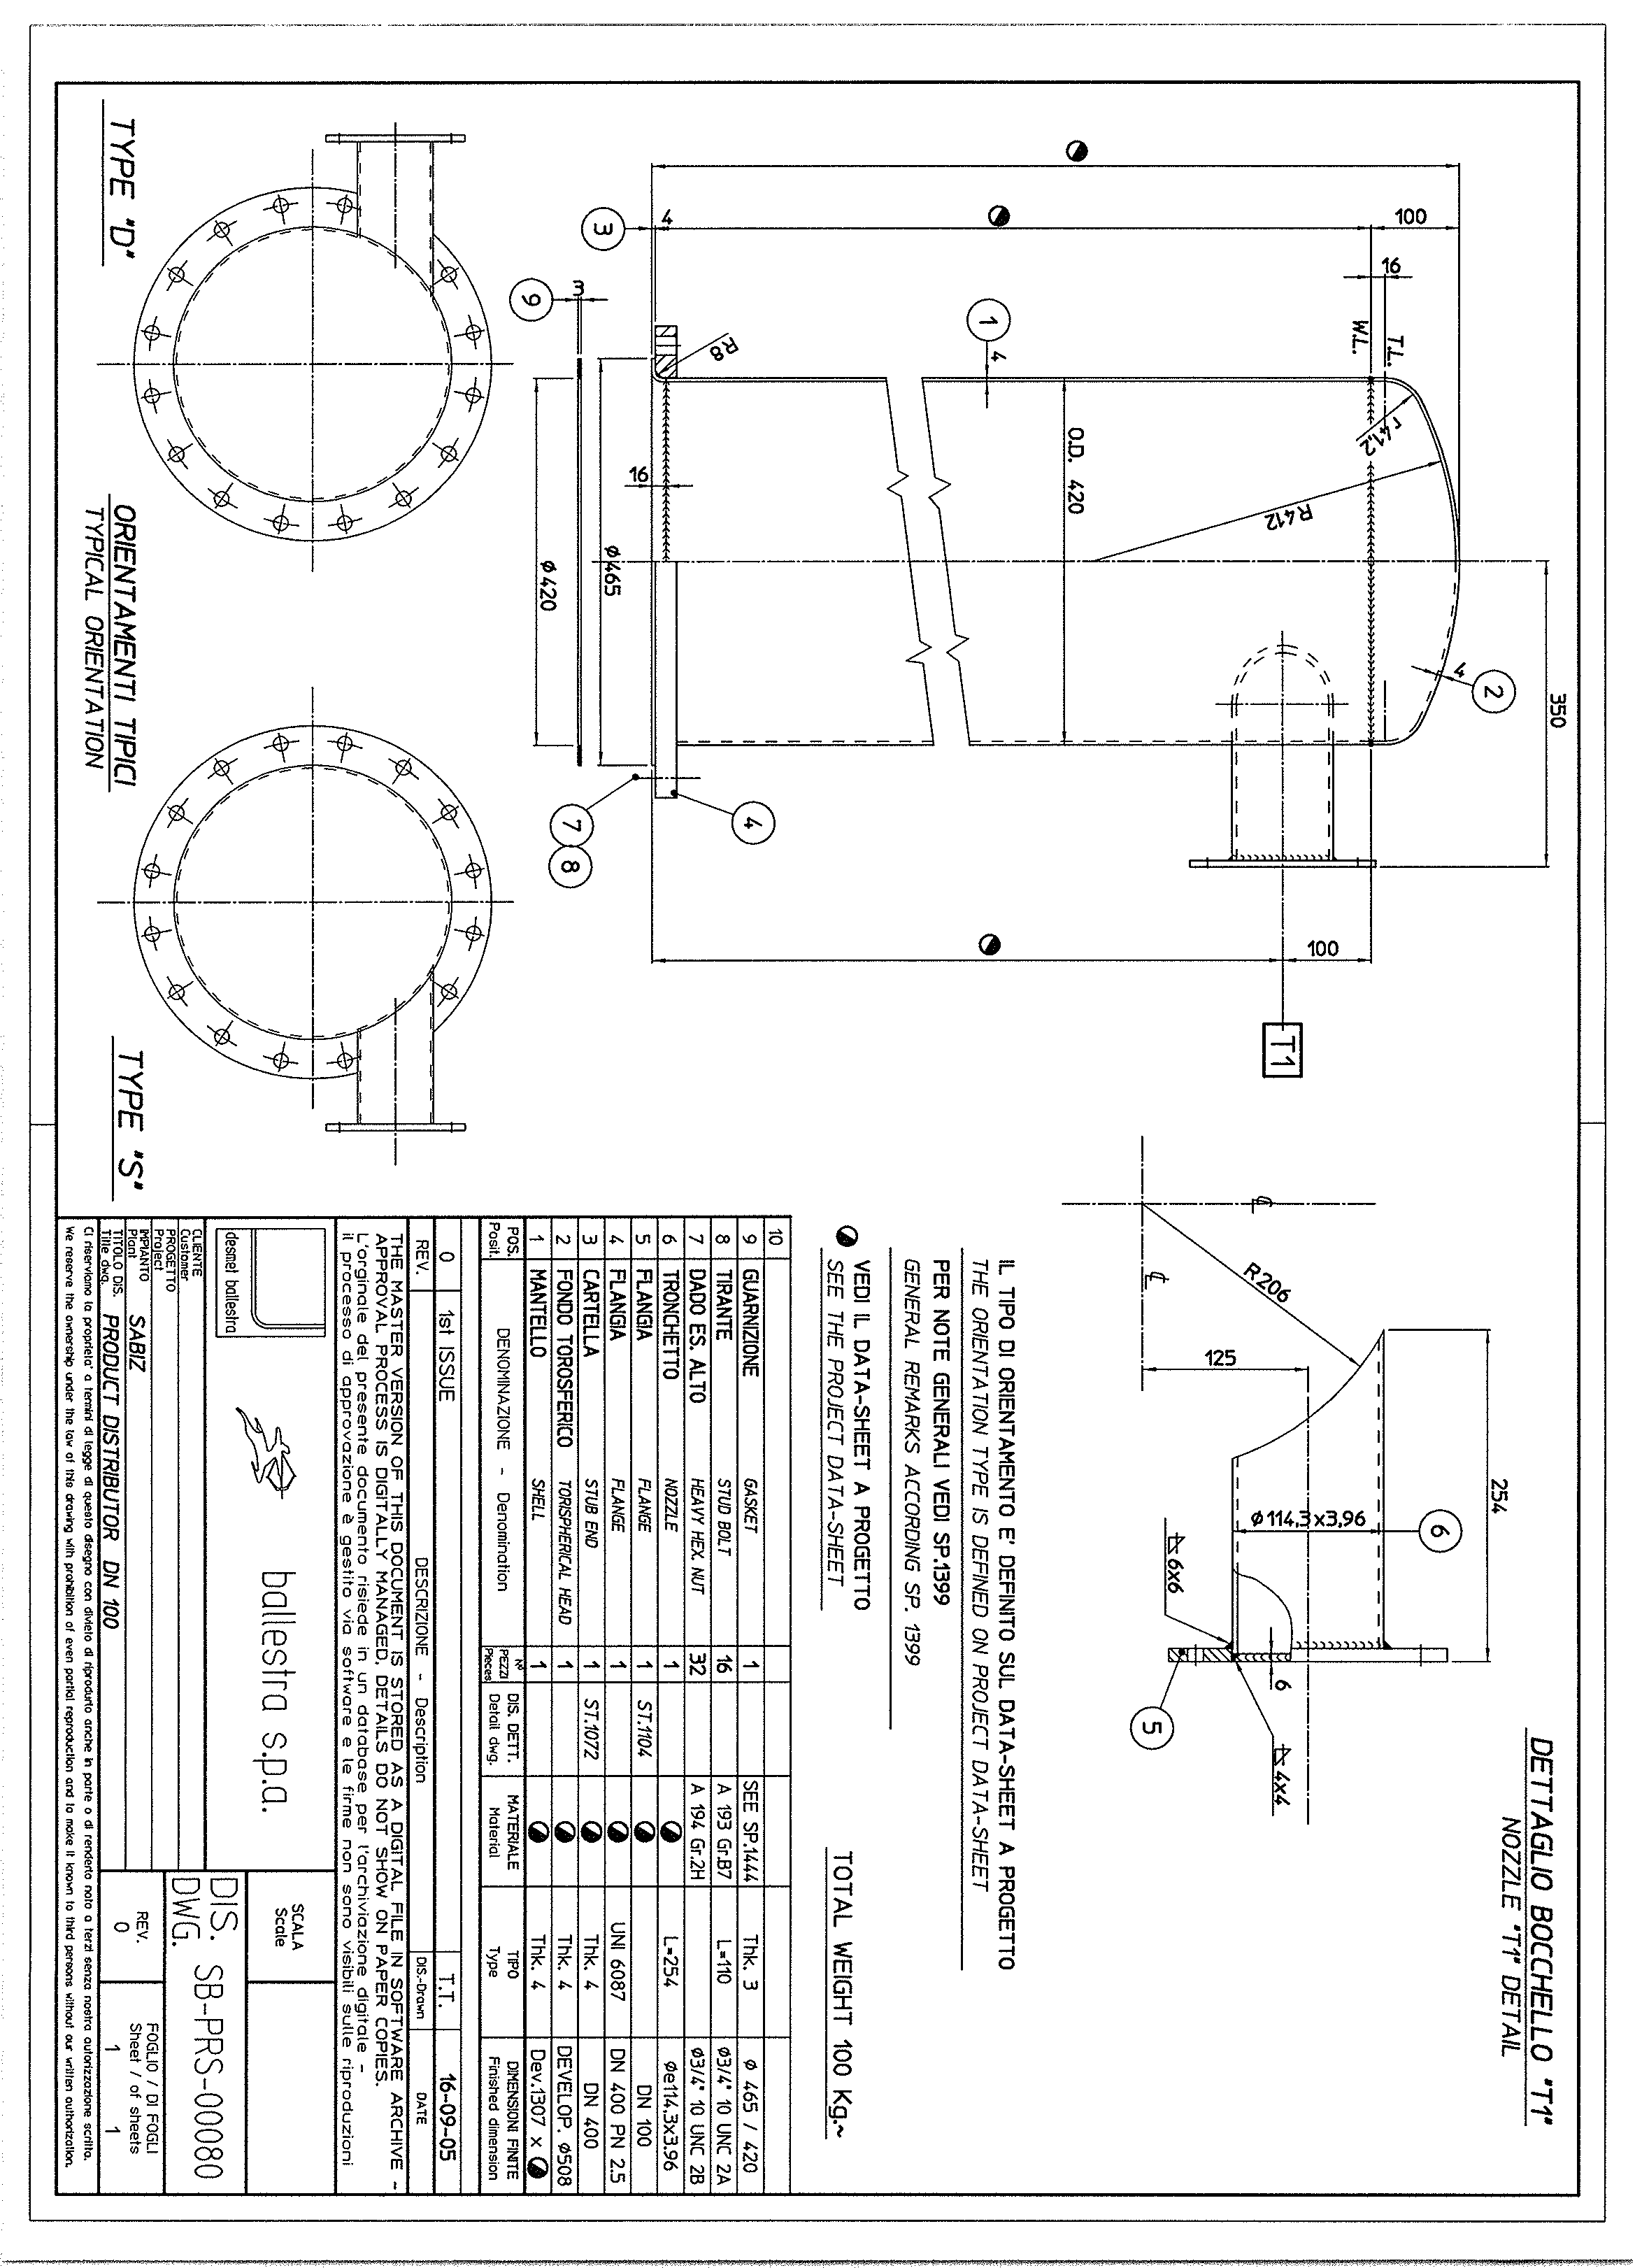 100
4
16
T.L.
W.L.
3
3
9
1
4
R8
r 41,2
R412
O.D. 420
16
⌀465
⌀420
4
2
350
7
8
4
100
T1
TYPE "D"
ORIENTAMENTI TIPICI
TYPICAL ORIENTATION
TYPE "S"
DETTAGLIO BOCCHELLO "T1"
NOZZLE "T1" DETAIL
254
R206
125
⌀114,3x3,96
6
6x6
6
4x4
5
IL TIPO DI ORIENTAMENTO E' DEFINITO SUL DATA-SHEET A PROGETTO
THE ORIENTATION TYPE IS DEFINED ON PROJECT DATA-SHEET
PER NOTE GENERALI VEDI SP.1399
GENERAL REMARKS ACCORDING SP. 1399
VEDI IL DATA-SHEET A PROGETTO
SEE THE PROJECT DATA-SHEET
TOTAL WEIGHT 100 Kg.~
10
9 GUARNIZIONE GASKET 1 SEE SP.1444 Thk. 3 ⌀ 465 / 420
8 TIRANTE STUD BOLT 16 A 193 Gr.B7 L=110 ⌀3/4" 10 UNC 2A
7 DADO ES. ALTO HEAVY HEX. NUT 32 A 194 Gr.2H ⌀3/4" 10 UNC 2B
6 TRONCHETTO NOZZLE 1 L=254 ⌀e114.3x3.96
5 FLANGIA FLANGE 1 ST.1104 DN 100
4 FLANGIA FLANGE 1 UNI 6087 DN 400 PN 2.5
3 CARTELLA STUB END 1 ST.1072 Thk. 4 DN 400
2 FONDO TOROSFERICO TORISPHERICAL HEAD 1 Thk. 4 DEVELOP. ⌀508
1 MANTELLO SHELL 1 Thk. 4 Dev.1307 x
POS. DENOMINAZIONE - Denomination N° PEZZI DIS. DETT. MATERIALE TIPO DIMENSIONI FINITE
Posit. Pieces Detail dwg. Material Type Finished dimension
0 1st ISSUE T.T. 16-09-05
REV. DESCRIZIONE - Description DIS.-Drawn DATE
THE MASTER VERSION OF THIS DOCUMENT IS STORED AS A DIGITAL FILE IN SOFTWARE ARCHIVE -
APPROVAL PROCESS IS DIGITALLY MANAGED, DETAILS DO NOT SHOW ON PAPER COPIES.
L'orginale del presente documento risiede in un database per l'archiviazione digitale -
il processo di approvazione è gestito via software e le firme non sono visibili sulle riproduzioni
desmet ballestra
ballestra s.p.a.
SCALA
Scale
CLIENTE
Customer
PROGETTO
Project
IMPIANTO
Plant
SABIZ
TITOLO DIS.
Title dwg.
PRODUCT DISTRIBUTOR DN 100
DIS.
DWG.
SB-PRS-00080
REV.
0
FOGLIO / DI FOGLI
Sheet / of sheets
1 1
Ci riserviamo la proprieta' a termini di legge di questo disegno con divieto di riprodurlo anche in parte o di renderlo noto a terzi senza nostra autorizzazione scritta.
We reserve the ownership under the law of this drawing with prohibition of even partial reproduction and to make it known to third persons without our written authorization.